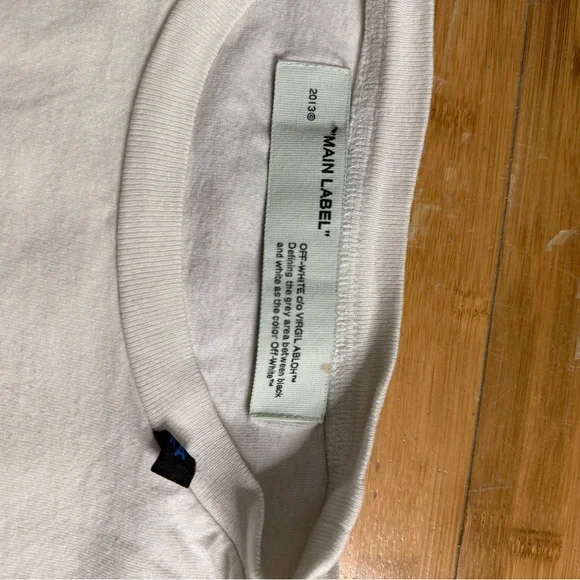 2013©
"MAIN LABEL"
OFF-WHITE c/o VIRGIL ABLOH™
Defining the grey area between black
and white as the color Off-White™